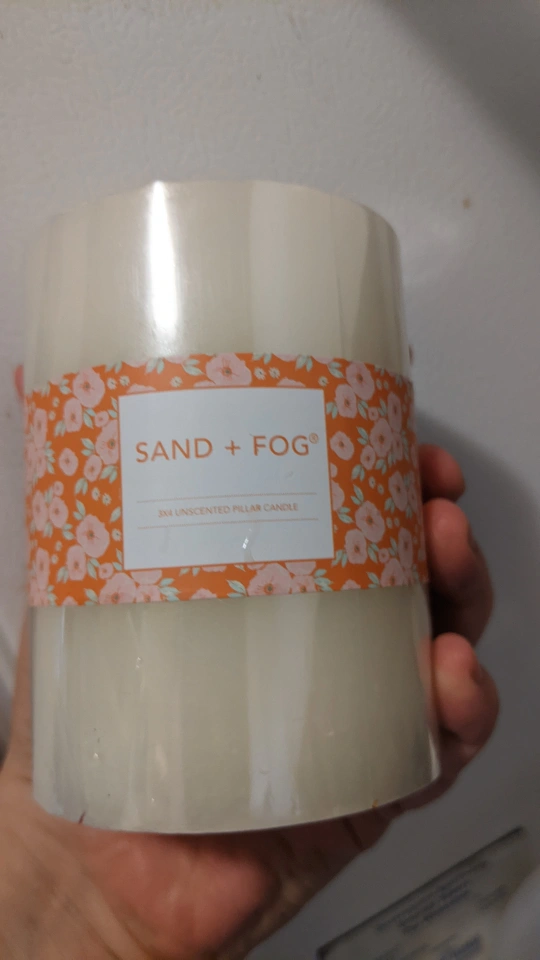 SAND + FOG®
3X4 UNSCENTED PILLAR CANDLE